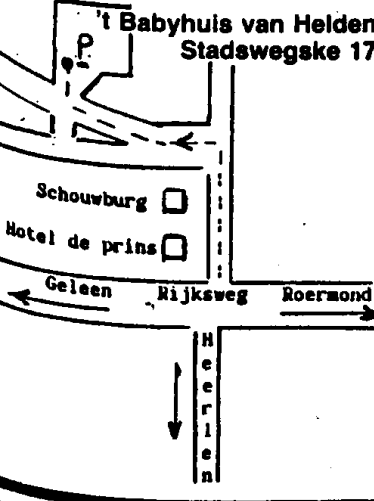 't Babyhuis van Helden
Stadswegske 17
P
Schouwburg
Hotel de prins
Geleen
Rijksweg
Roermond
Heerlen